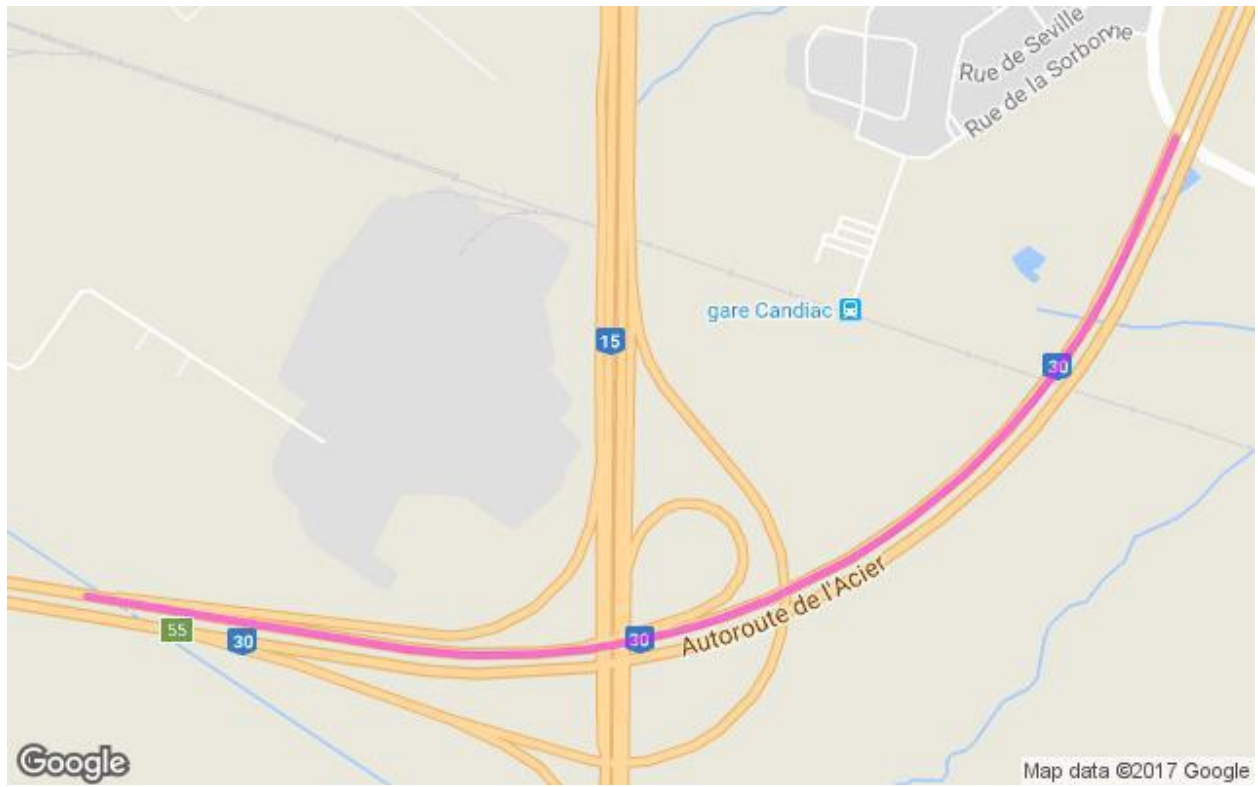 Rue de Seville
Rue de la Sorbonne
15
gare Candiac
30
55
30
30
Autoroute de l'Acier
Google
Map data ©2017 Google